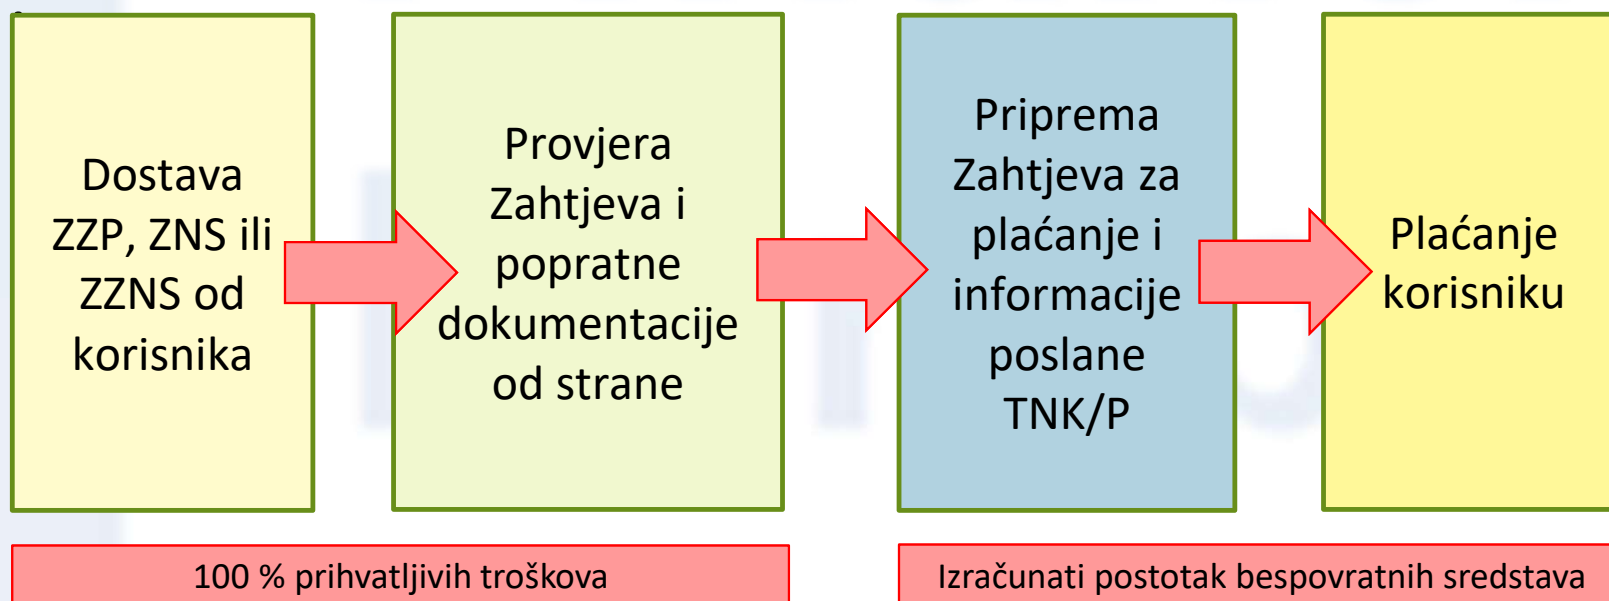 Dostava
ZZP, ZNS ili
ZZNS od
korisnika
Provjera
Zahtjeva i
popratne
dokumentacije
od strane
Priprema
Zahtjeva za
plaćanje i
informacije
poslane
TNK/P
Plaćanje
korisniku
100 % prihvatljivih troškova
Izračunati postotak bespovratnih sredstava